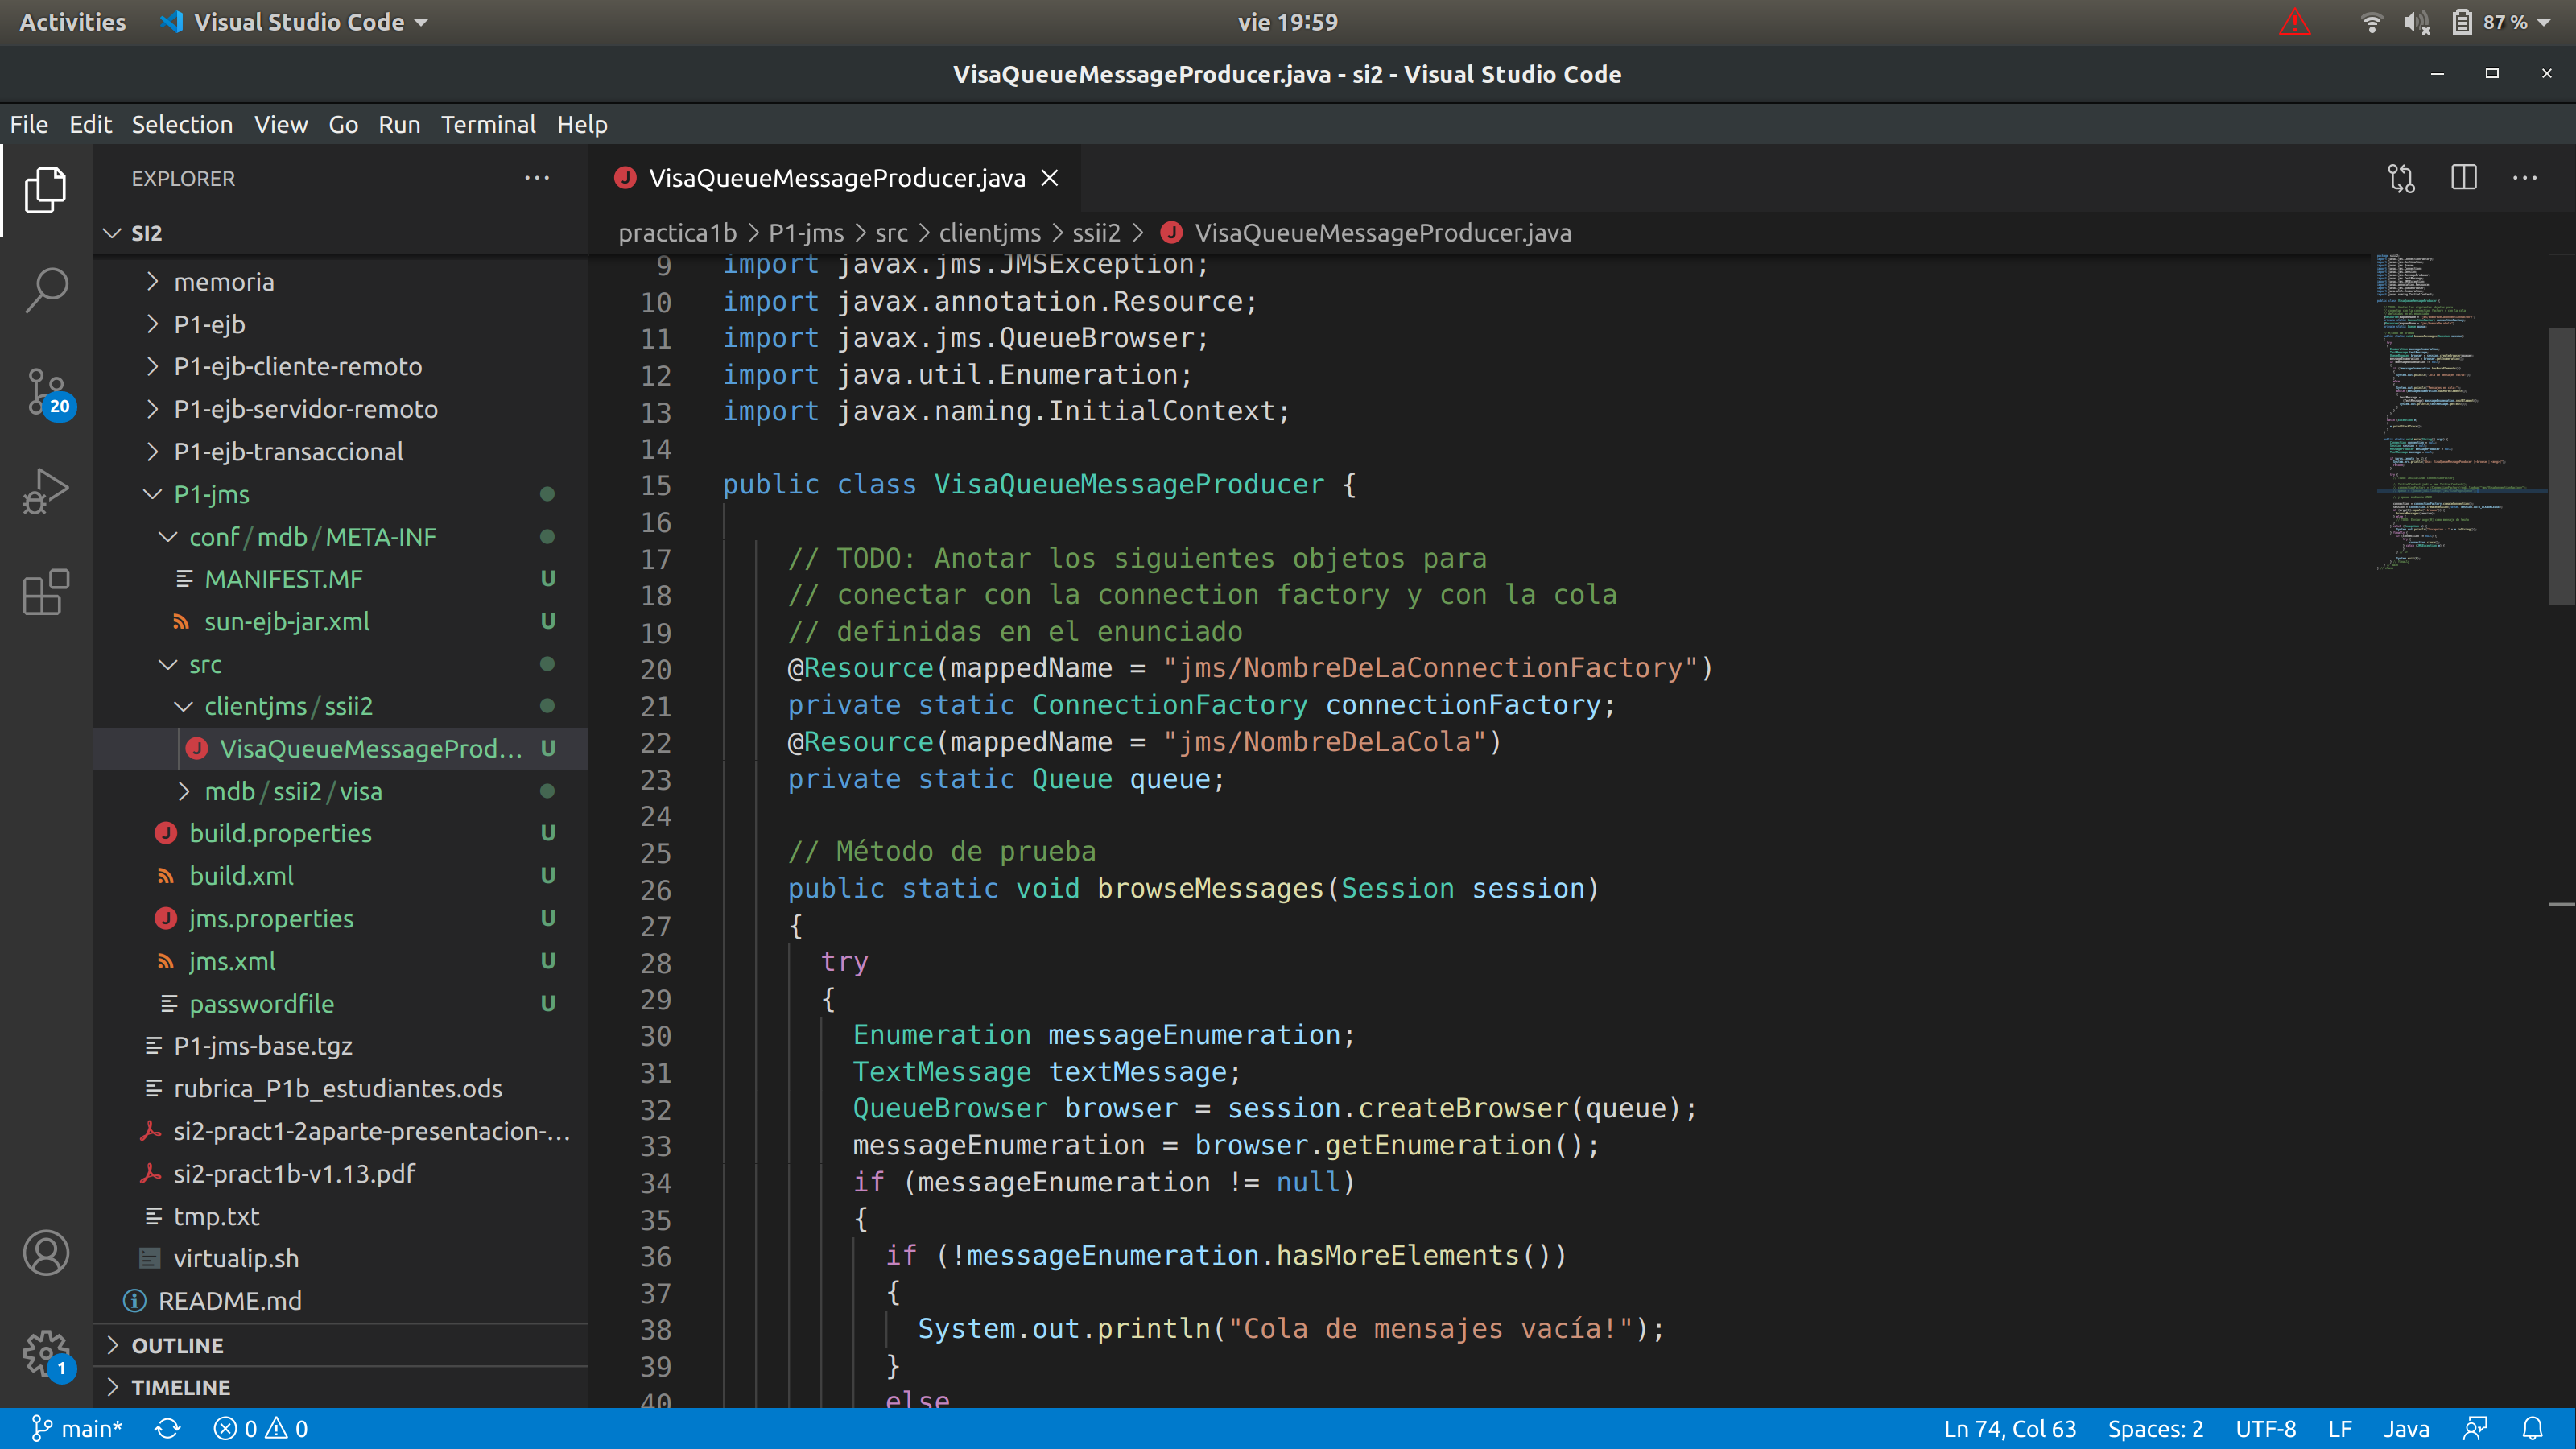 Activities Visual Studio Code vie 19:59 87 %
VisaQueueMessageProducer.java - si2 - Visual Studio Code
File Edit Selection View Go Run Terminal Help
EXPLORER
SI2
memoria
P1-ejb
P1-ejb-cliente-remoto
P1-ejb-servidor-remoto
P1-ejb-transaccional
P1-jms
conf/mdb/META-INF
MANIFEST.MF U
sun-ejb-jar.xml U
src
clientjms/ssii2
VisaQueueMessageProd... U
mdb/ssii2/visa
build.properties U
build.xml U
jms.properties U
jms.xml U
passwordfile U
P1-jms-base.tgz
rubrica_P1b_estudiantes.ods
si2-pract1-2aparte-presentacion-...
si2-pract1b-v1.13.pdf
tmp.txt
virtualip.sh
README.md
OUTLINE
TIMELINE
20
1
VisaQueueMessageProducer.java
practica1b > P1-jms > src > clientjms > ssii2 > VisaQueueMessageProducer.java
9 import javax.jms.JMSException;
10 import javax.annotation.Resource;
11 import javax.jms.QueueBrowser;
12 import java.util.Enumeration;
13 import javax.naming.InitialContext;
14
15 public class VisaQueueMessageProducer {
16
17 // TODO: Anotar los siguientes objetos para
18 // conectar con la connection factory y con la cola
19 // definidas en el enunciado
20 @Resource(mappedName = "jms/NombreDeLaConnectionFactory")
21 private static ConnectionFactory connectionFactory;
22 @Resource(mappedName = "jms/NombreDeLaCola")
23 private static Queue queue;
24
25 // Método de prueba
26 public static void browseMessages(Session session)
27 {
28 try
29 {
30 Enumeration messageEnumeration;
31 TextMessage textMessage;
32 QueueBrowser browser = session.createBrowser(queue);
33 messageEnumeration = browser.getEnumeration();
34 if (messageEnumeration != null)
35 {
36 if (!messageEnumeration.hasMoreElements())
37 {
38 System.out.println("Cola de mensajes vacía!");
39 }
40 else
main* 0 0 Ln 74, Col 63 Spaces: 2 UTF-8 LF Java